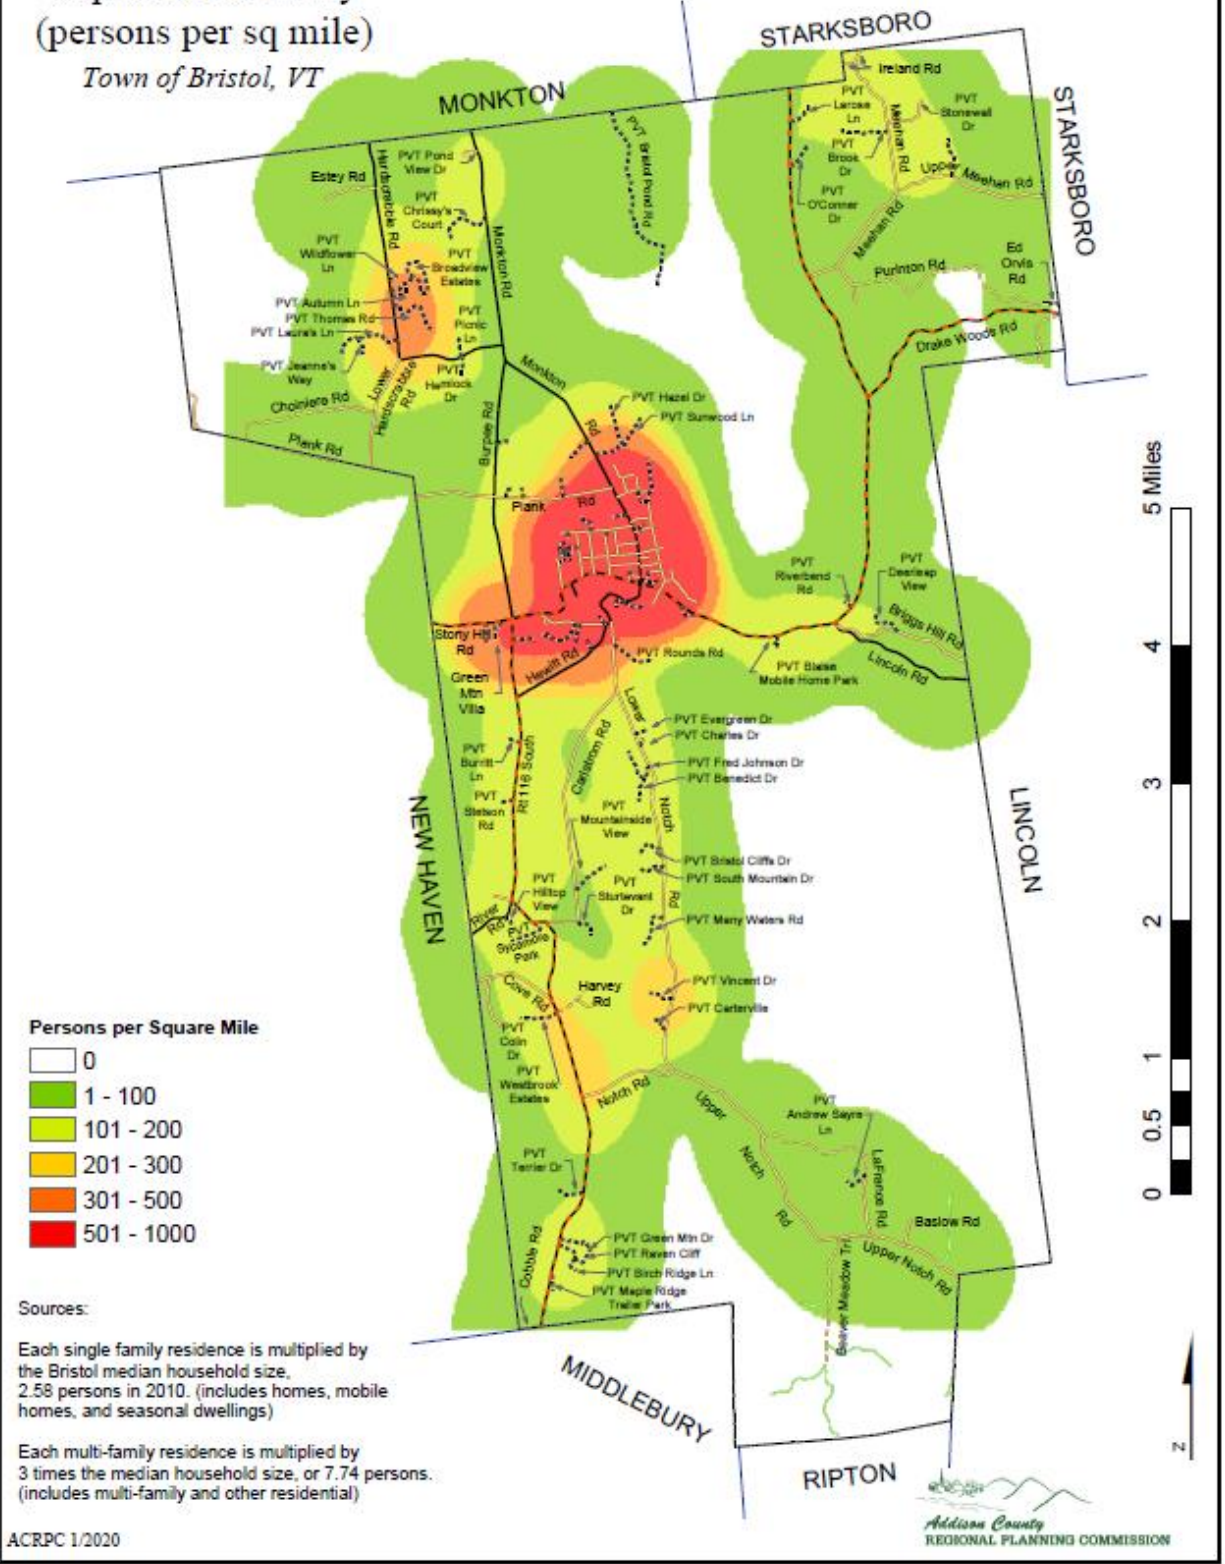 (persons per sq mile)
Town of Bristol, VT
STARKSBORO
MONKTON
STARKSBORO
Ireland Rd
PVT
Larose
Ln
PVT
Stonewall
Dr
Meehan Rd
PVT
Brook
Dr
Upper Meehan Rd
PVT
O'Conner
Dr
Meehan Rd
Purinton Rd
Ed
Orvis
Rd
Drake Woods Rd
PVT Bristol Pond Rd
Estey Rd
Hardscrabble Rd
PVT Pond
View Dr
PVT
Chrissy's
Court
Monkton Rd
PVT
Wildflower
Ln
PVT
Broadview
Estates
PVT Autumn Ln
PVT Thomas Rd
PVT Laura's Ln
PVT
Picnic
Ln
PVT Jeanne's
Way
Lower
Hardscrabble
Rd
PVT
Hemlock
Dr
Monkton
Rd
Choiniere Rd
Plank Rd
Burpee Rd
PVT Hazel Dr
PVT Sunwood Ln
Plank
Rd
PVT
Riverbend
Rd
PVT
Deerleap
View
Briggs Hill Rd
Lincoln Rd
PVT Blaise
Mobile Home Park
Stony Hill
Rd
Hewitt Rd
PVT Rounds Rd
Green
Mtn
Villa
Lower
Notch
Rd
Carlstrom Rd
PVT Evergreen Dr
PVT Charles Dr
PVT
Burritt
Ln
Rt 116 South
PVT Fred Johnson Dr
PVT Benedict Dr
PVT
Stetson
Rd
PVT
Mountainside
View
NEW HAVEN
LINCOLN
PVT Bristol Cliffs Dr
PVT South Mountain Dr
PVT
Hilltop
View
PVT
Sturtevant
Dr
PVT Many Waters Rd
River
Rd
PVT
Sycamore
Park
Cove Rd
Harvey
Rd
PVT Vincent Dr
PVT Carterville
PVT
Colin
Dr
PVT
Westbrook
Estates
Notch Rd
Upper
Notch
Rd
PVT
Andrew Sayre
Ln
LaFrance Rd
PVT
Terrier Dr
Baslow Rd
Upper Notch Rd
Cobble Rd
PVT Green Mtn Dr
PVT Raven Cliff
PVT Birch Ridge Ln
PVT Maple Ridge
Trailer Park
Beaver Meadow Trl
MIDDLEBURY
RIPTON
5 Miles
4
3
2
1
0.5
0
N
Persons per Square Mile
0
1 - 100
101 - 200
201 - 300
301 - 500
501 - 1000
Sources:
Each single family residence is multiplied by
the Bristol median household size,
2.58 persons in 2010. (includes homes, mobile
homes, and seasonal dwellings)
Each multi-family residence is multiplied by
3 times the median household size, or 7.74 persons.
(includes multi-family and other residential)
ACRPC 1/2020
Addison County
REGIONAL PLANNING COMMISSION